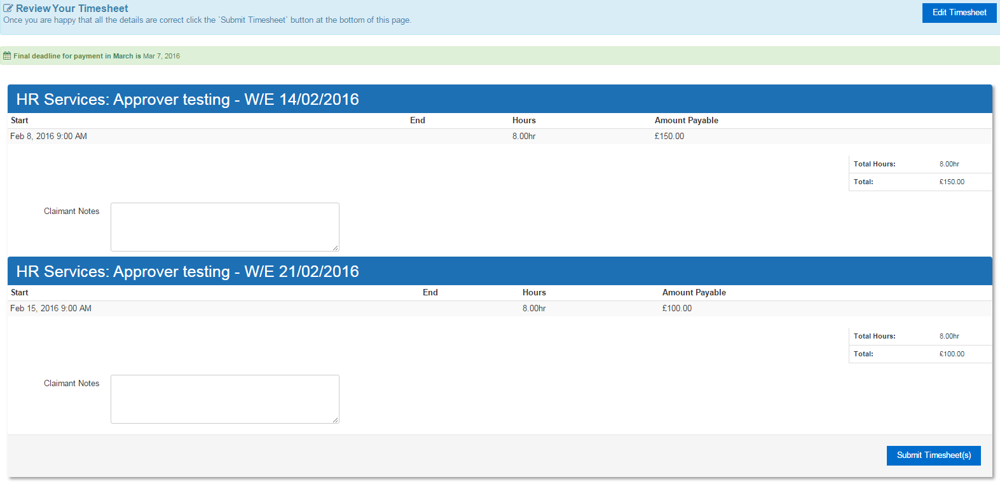 Review Your Timesheet
Edit Timesheet
Once you are happy that all the details are correct click the `Submit Timesheet` button at the bottom of this page.
Final deadline for payment in March is Mar 7, 2016
HR Services: Approver testing - W/E 14/02/2016
Start End Hours Amount Payable
Feb 8, 2016 9:00 AM 8.00hr £150.00
Total Hours: 8.00hr
Total: £150.00
Claimant Notes
HR Services: Approver testing - W/E 21/02/2016
Start End Hours Amount Payable
Feb 15, 2016 9:00 AM 8.00hr £100.00
Total Hours: 8.00hr
Total: £100.00
Claimant Notes
Submit Timesheet(s)